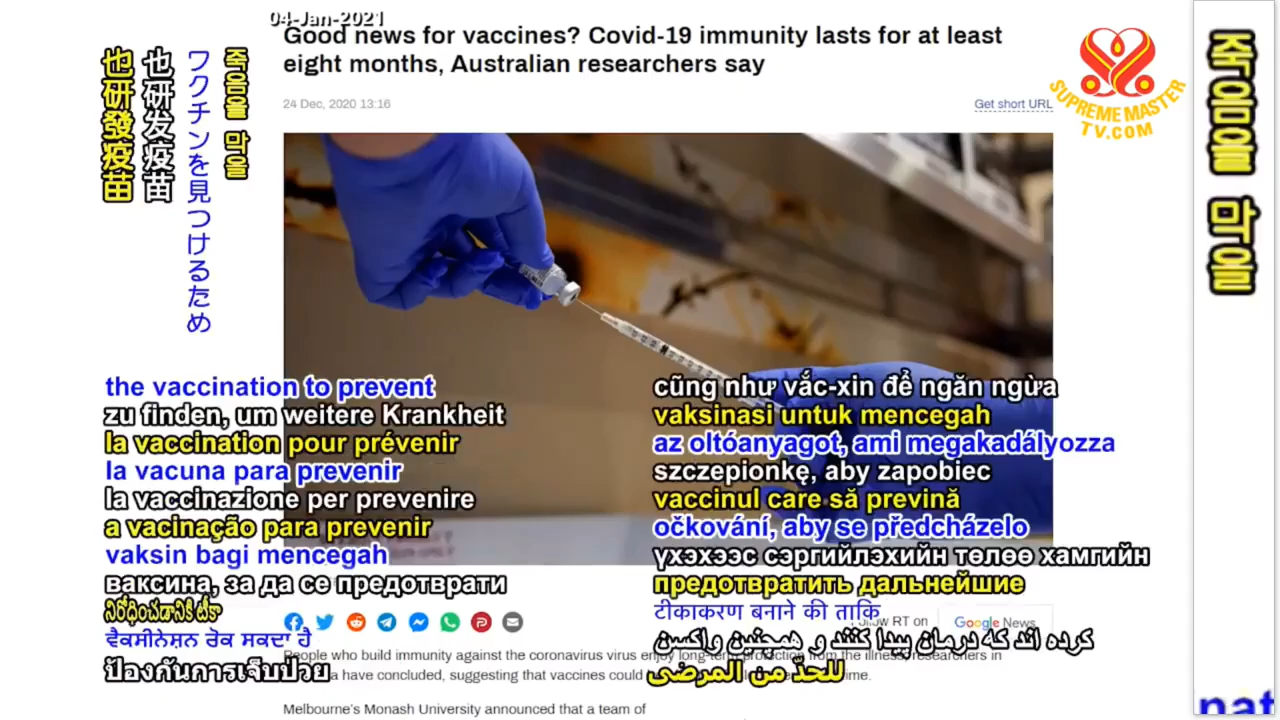 04-Jan-2021
Good news for vaccines? Covid-19 immunity lasts for at least
eight months, Australian researchers say
24 Dec, 2020 13:16
Get short URL
SUPREME MASTER
TV.COM
也研發疫苗
也研发疫苗
ワクチンを見つけるため
죽음을 막을
죽음을 막을
the vaccination to prevent
zu finden, um weitere Krankheit
la vaccination pour prévenir
la vacuna para prevenir
la vaccinazione per prevenire
a vacinação para prevenir
vaksin bagi mencegah
ваксина, за да се предотврати
నిరోధించడానికి టీకా
ਵੈਕਸੀਨੇਸ਼ਨ ਰੋਕ ਸਕਦਾ ਹੈ
ป้องกันการเจ็บป่วย
cũng như vắc-xin để ngăn ngừa
vaksinasi untuk mencegah
az oltóanyagot, ami megakadályozza
szczepionkę, aby zapobiec
vaccinul care să prevină
očkování, aby se předcházelo
үхэхээс сэргийлэхийн төлөө хамгийн
предотвратить дальнейшие
टीकाकरण बनाने की ताकि
کرده اند که درمان پیدا کنند و همچنین واکسن
للحدّ من المرضى
Follow RT on
Google News
People who build immunity against the coronavirus virus enjoy long-term protection from the illness, researchers in
have concluded, suggesting that vaccines could
Melbourne's Monash University announced that a team of
nat